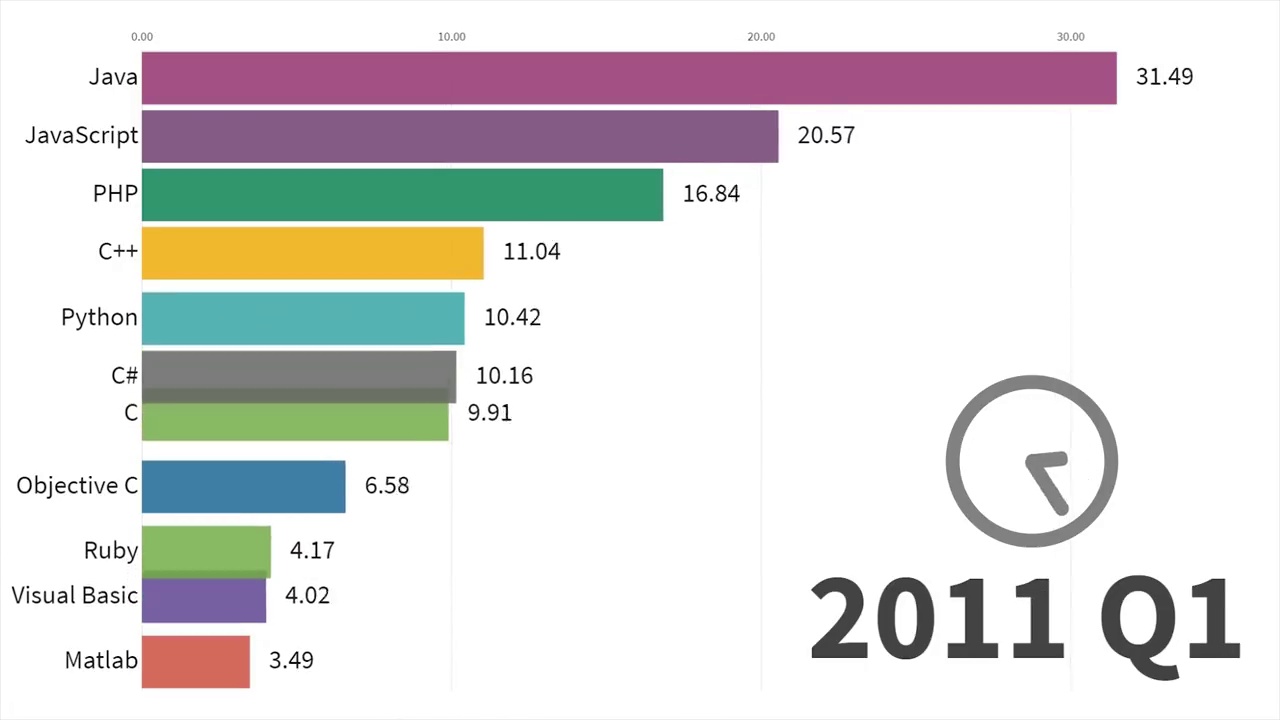 0.00 10.00 20.00 30.00
Java 31.49
JavaScript 20.57
PHP 16.84
C++ 11.04
Python 10.42
C# 10.16
C 9.91
Objective C 6.58
Ruby 4.17
Visual Basic 4.02
Matlab 3.49
2011 Q1